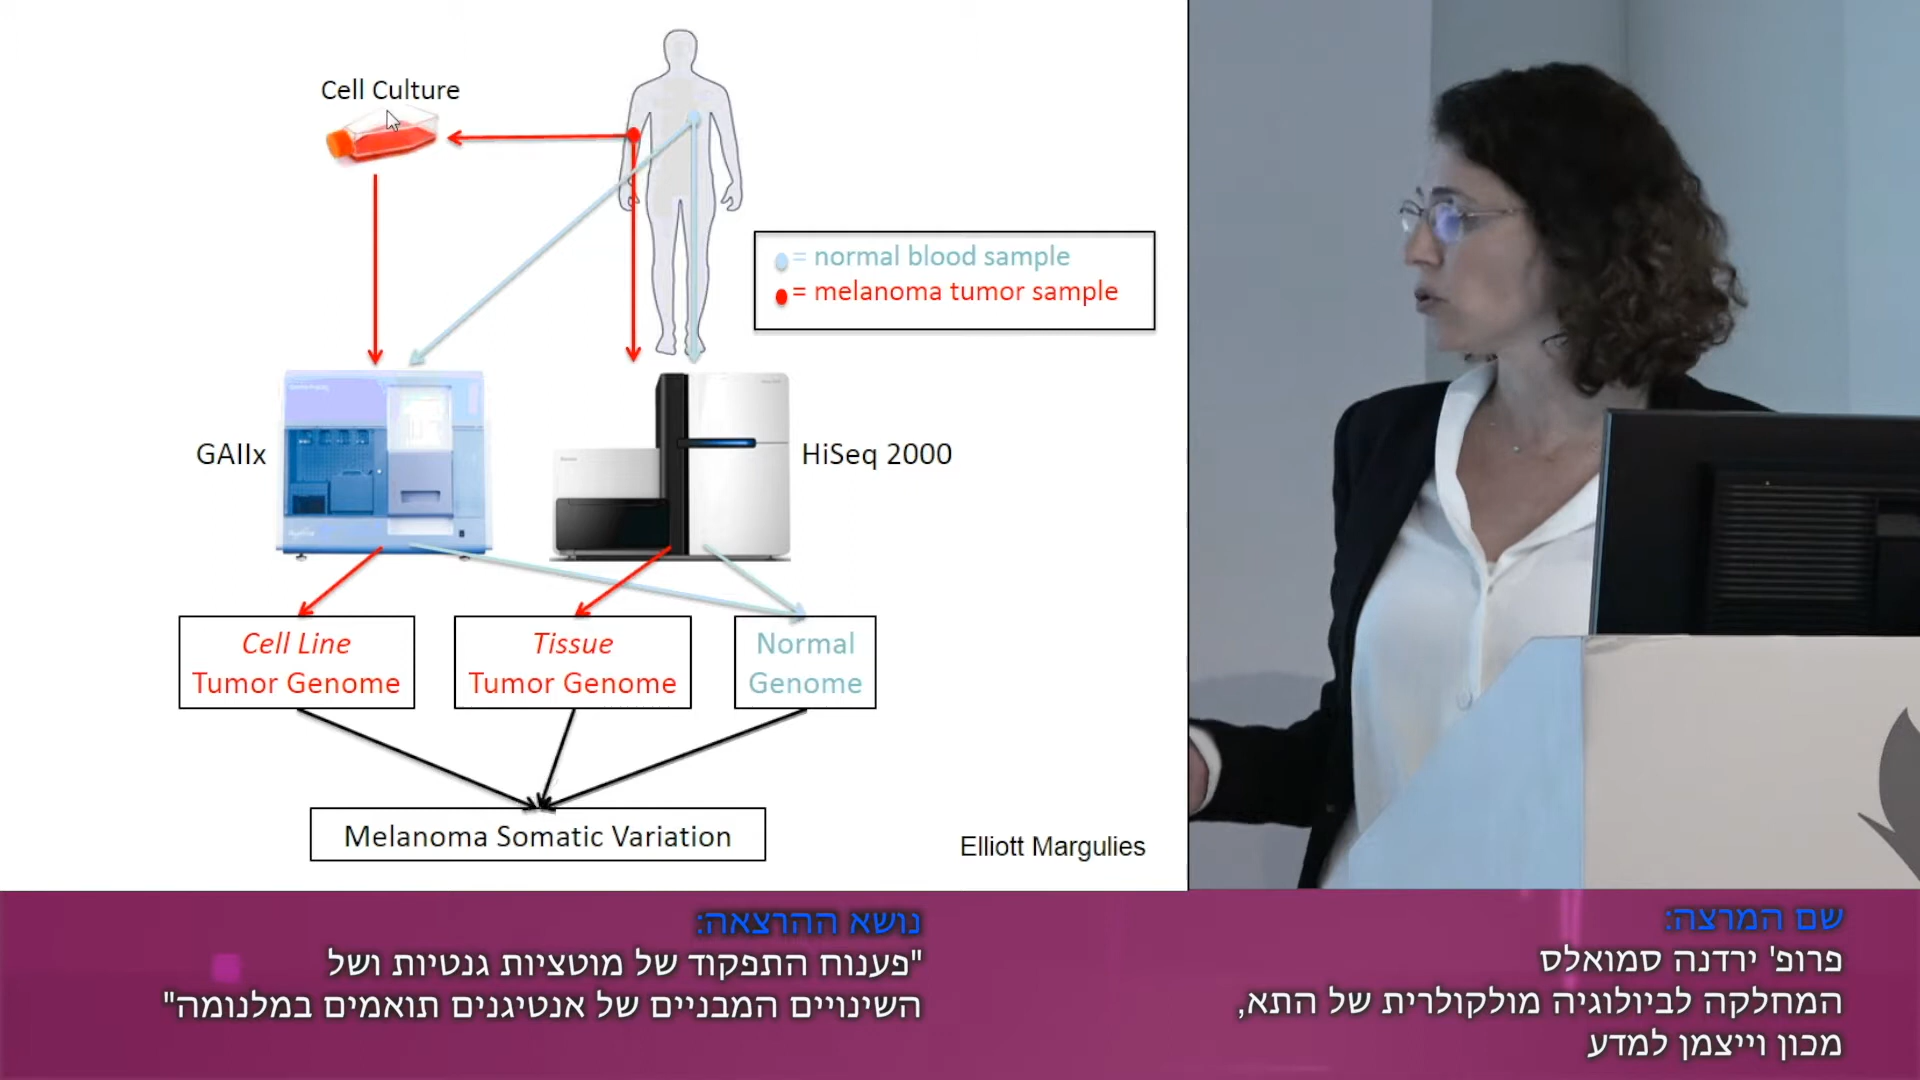 Cell Culture
= normal blood sample
= melanoma tumor sample
GAIIx
HiSeq 2000
Cell Line
Tumor Genome
Tissue
Tumor Genome
Normal
Genome
Melanoma Somatic Variation
Elliott Margulies
שם המרצה:
פרופ' ירדנה סמואלס
המחלקה לביולוגיה מולקולרית של התא,
מכון וייצמן למדע
נושא ההרצאה:
"פענוח התפקוד של מוטציות גנטיות ושל
השינויים המבניים של אנטיגנים תואמים במלנומה"